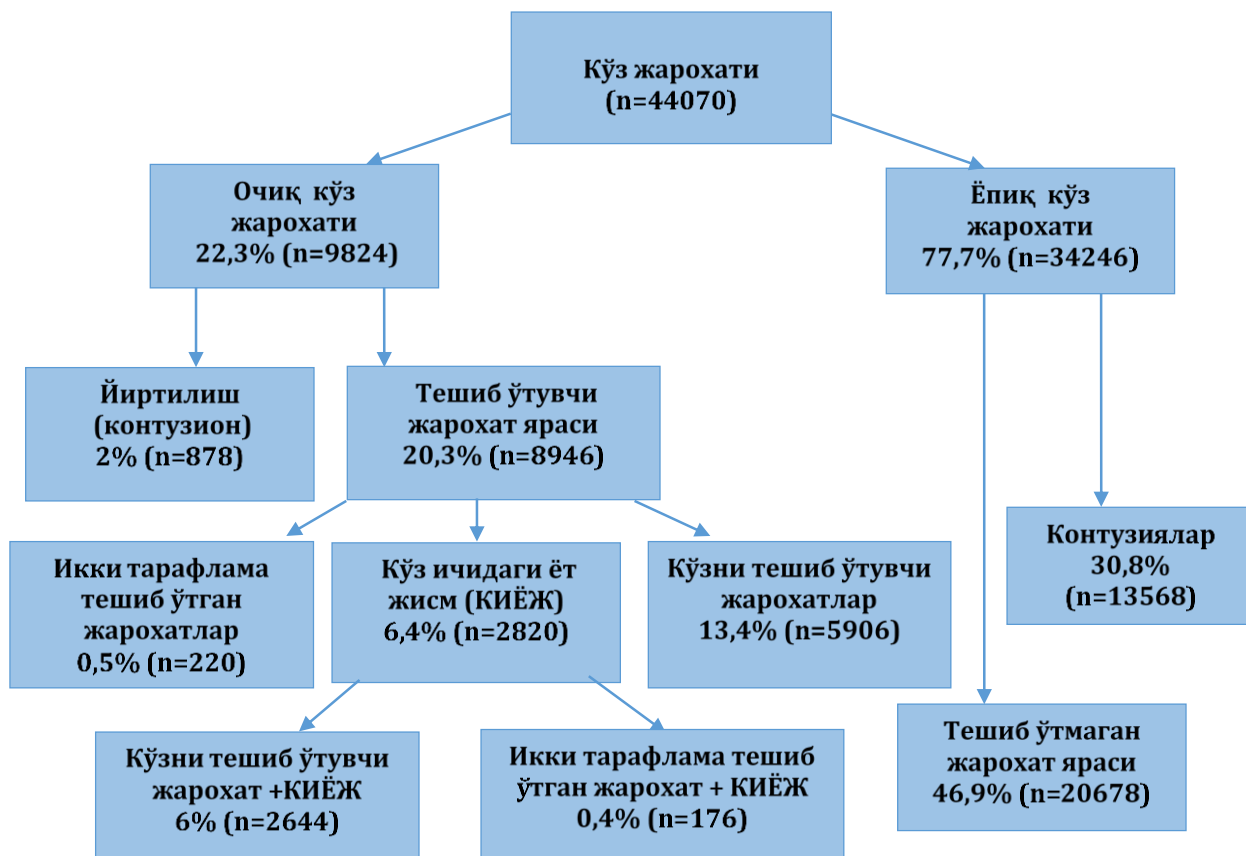 Кўз жарохати
(n=44070)
Очиқ кўз
жарохати
22,3% (n=9824)
Ёпиқ кўз
жарохати
77,7% (n=34246)
Йиртилиш
(контузион)
2% (n=878)
Тешиб ўтувчи
жарохат яраси
20,3% (n=8946)
Икки тарафлама
тешиб ўтган
жарохатлар
0,5% (n=220)
Кўз ичидаги ёт
жисм (КИЁЖ)
6,4% (n=2820)
Кўзни тешиб ўтувчи
жарохатлар
13,4% (n=5906)
Контузиялар
30,8%
(n=13568)
Кўзни тешиб ўтувчи
жарохат +КИЁЖ
6% (n=2644)
Икки тарафлама тешиб
ўтган жарохат + КИЁЖ
0,4% (n=176)
Тешиб ўтмаган
жарохат яраси
46,9% (n=20678)